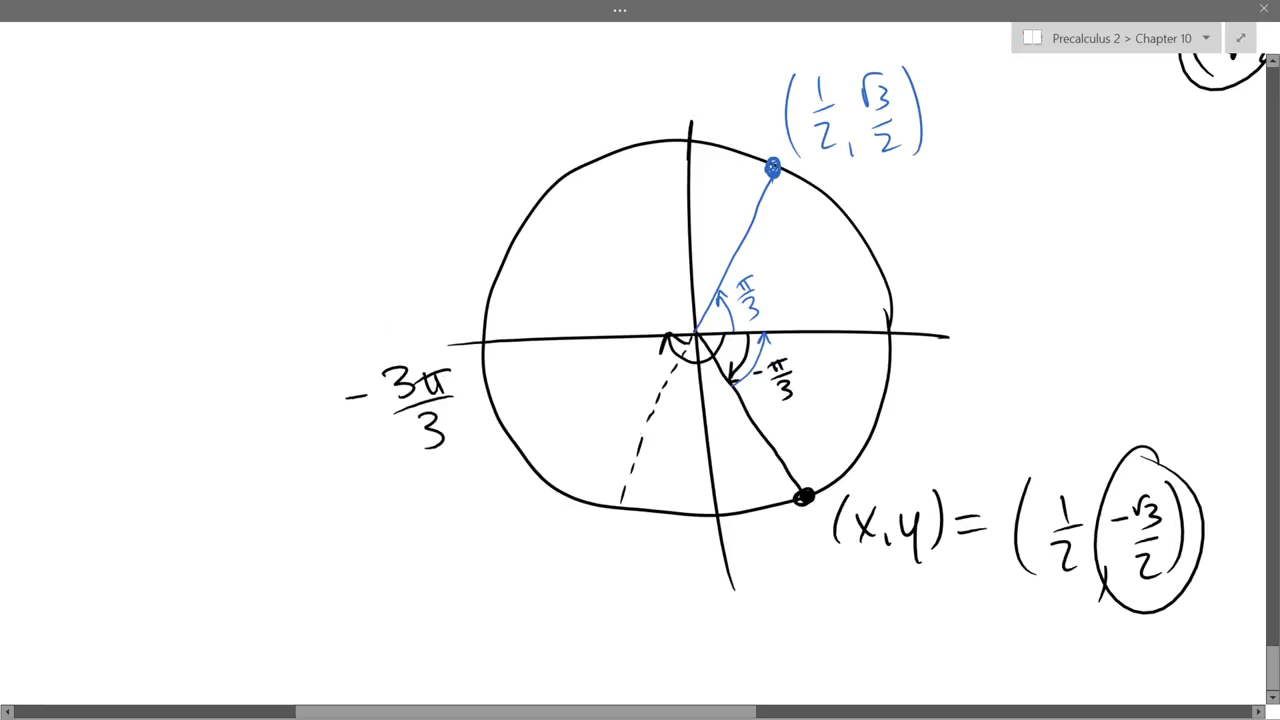 ...
Precalculus 2 > Chapter 10
(1/2, √3/2)
π/3
-π/3
-3π/3
(x,y) = (1/2, -√3/2)